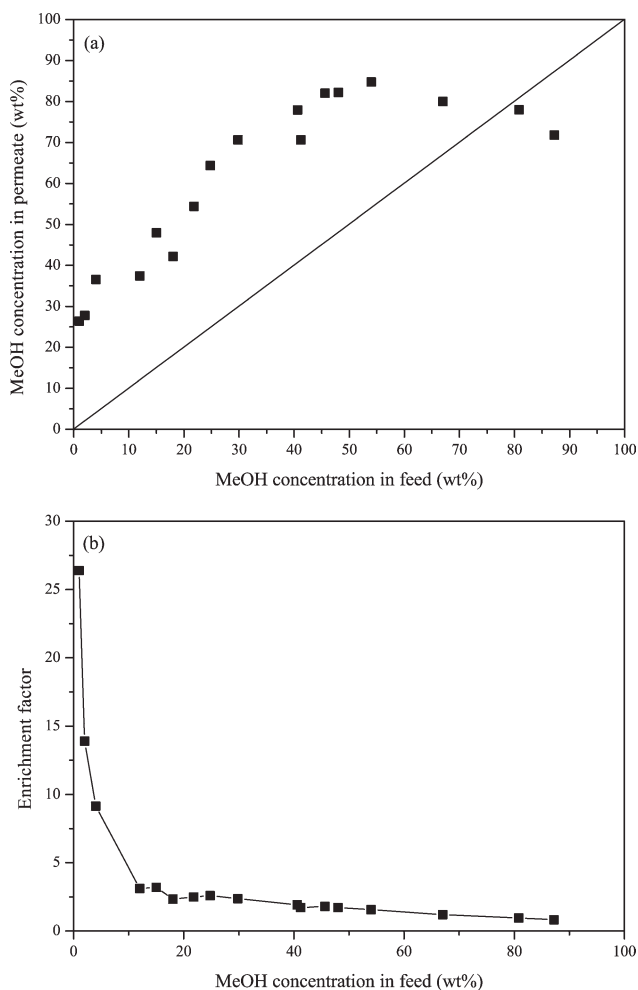 (a)
MeOH concentration in permeate (wt%)
100
90
80
70
60
50
40
30
20
10
0
0 10 20 30 40 50 60 70 80 90 100
MeOH concentration in feed (wt%)
(b)
Enrichment factor
30
25
20
15
10
5
0
0 20 40 60 80 100
MeOH concentration in feed (wt%)